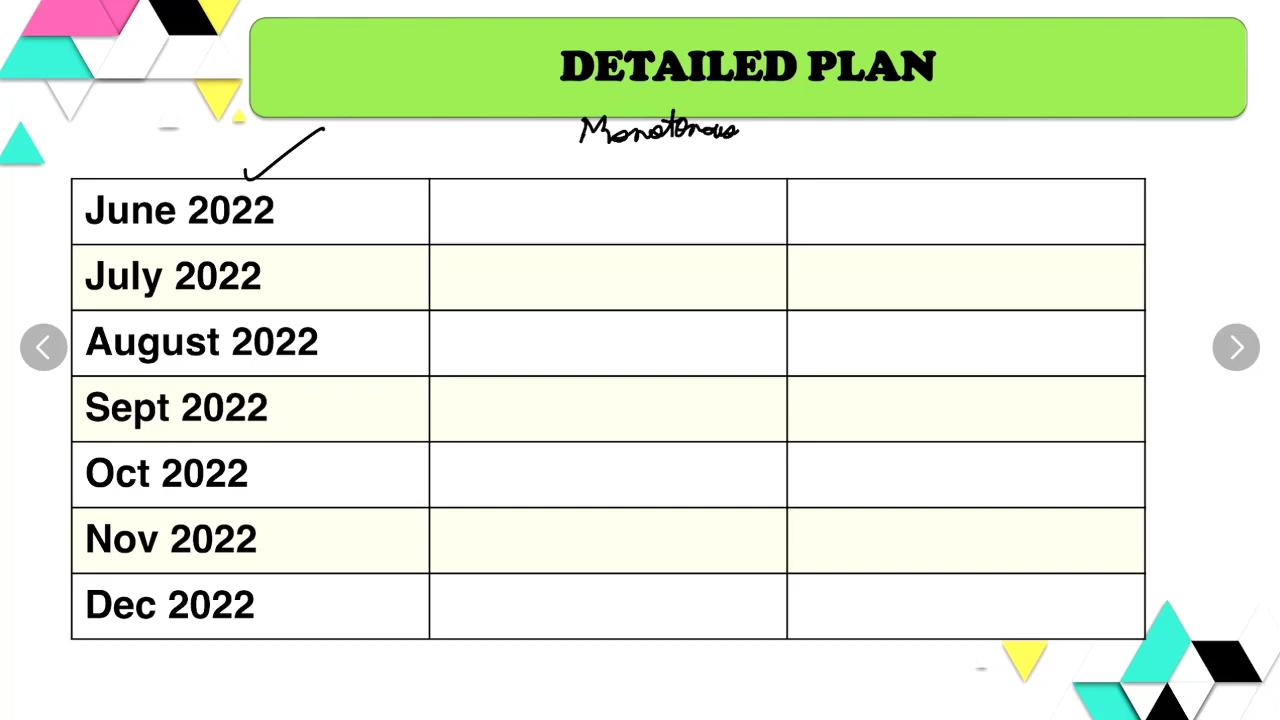 DETAILED PLAN
Monotonous
June 2022
July 2022
August 2022
Sept 2022
Oct 2022
Nov 2022
Dec 2022